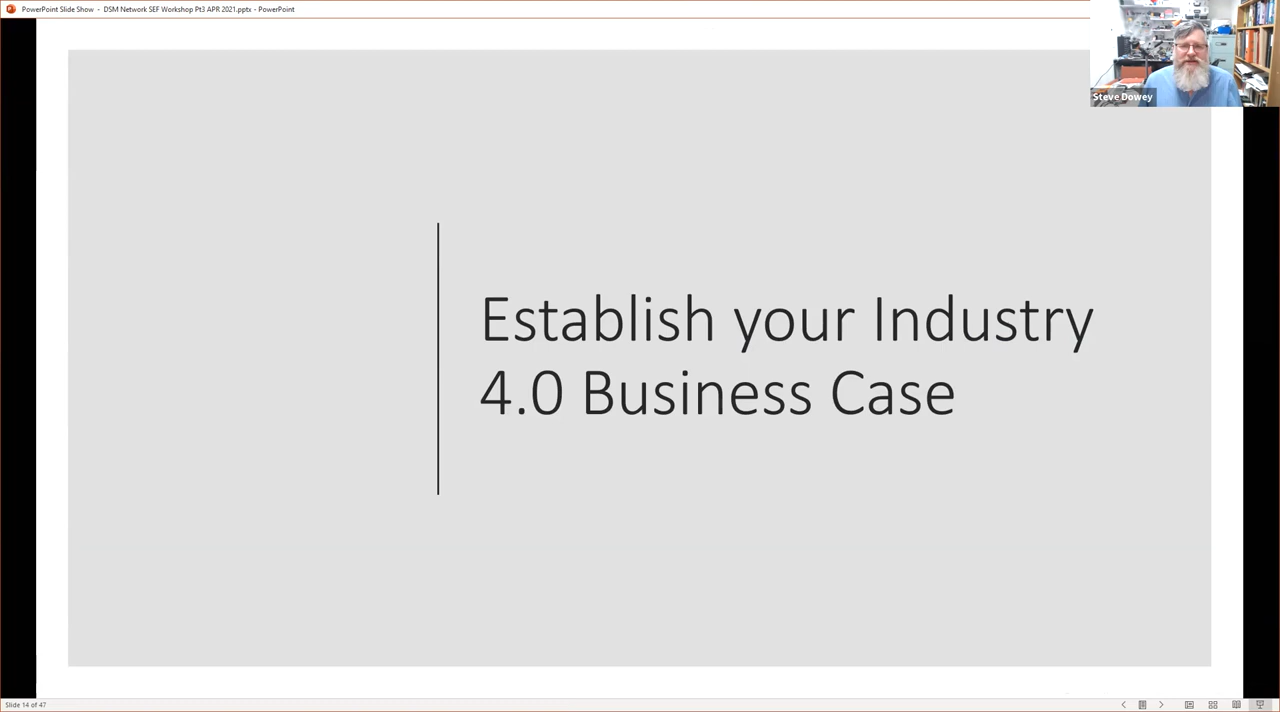 PowerPoint Slide Show - DSM Network SEF Workshop Pt3 APR 2021.pptx - PowerPoint
Steve Dowey
Establish your Industry
4.0 Business Case
Slide 14 of 47